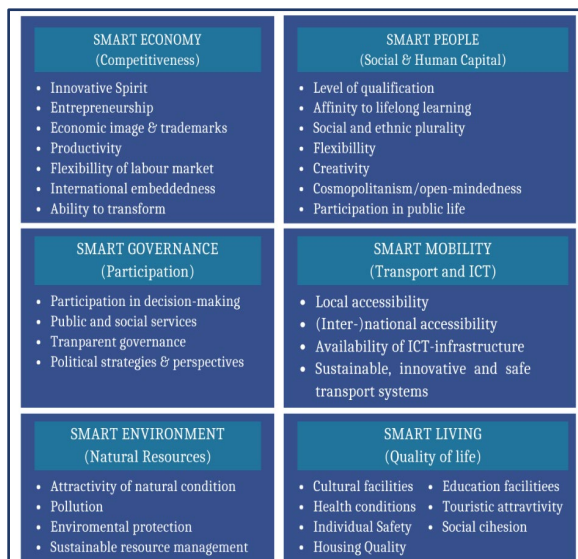 SMART ECONOMY
(Competitiveness)
• Innovative Spirit
• Entrepreneurship
• Economic image & trademarks
• Productivity
• Flexibillity of labour market
• International embeddedness
• Ability to transform
SMART PEOPLE
(Social & Human Capital)
• Level of qualification
• Affinity to lifelong learning
• Social and ethnic plurality
• Flexibillity
• Creativity
• Cosmopolitanism/open-mindedness
• Participation in public life
SMART GOVERNANCE
(Participation)
• Participation in decision-making
• Public and social services
• Tranparent governance
• Political strategies & perspectives
SMART MOBILITY
(Transport and ICT)
• Local accessibility
• (Inter-)national accessibility
• Availability of ICT-infrastructure
• Sustainable, innovative and safe
transport systems
SMART ENVIRONMENT
(Natural Resources)
• Attractivity of natural condition
• Pollution
• Enviromental protection
• Sustainable resource management
SMART LIVING
(Quality of life)
• Cultural facilities
• Health conditions
• Individual Safety
• Housing Quality
• Education facilitiees
• Touristic attravtivity
• Social cihesion